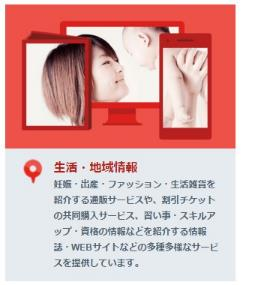 生活・地域情報
妊娠・出産・ファッション・生活雑貨を
紹介する通販サービスや、割引チケット
の共同購入サービス、習い事・スキルア
ップ・資格の情報などを紹介する情報
誌・WEBサイトなどの多種多様なサービ
スを提供しています。